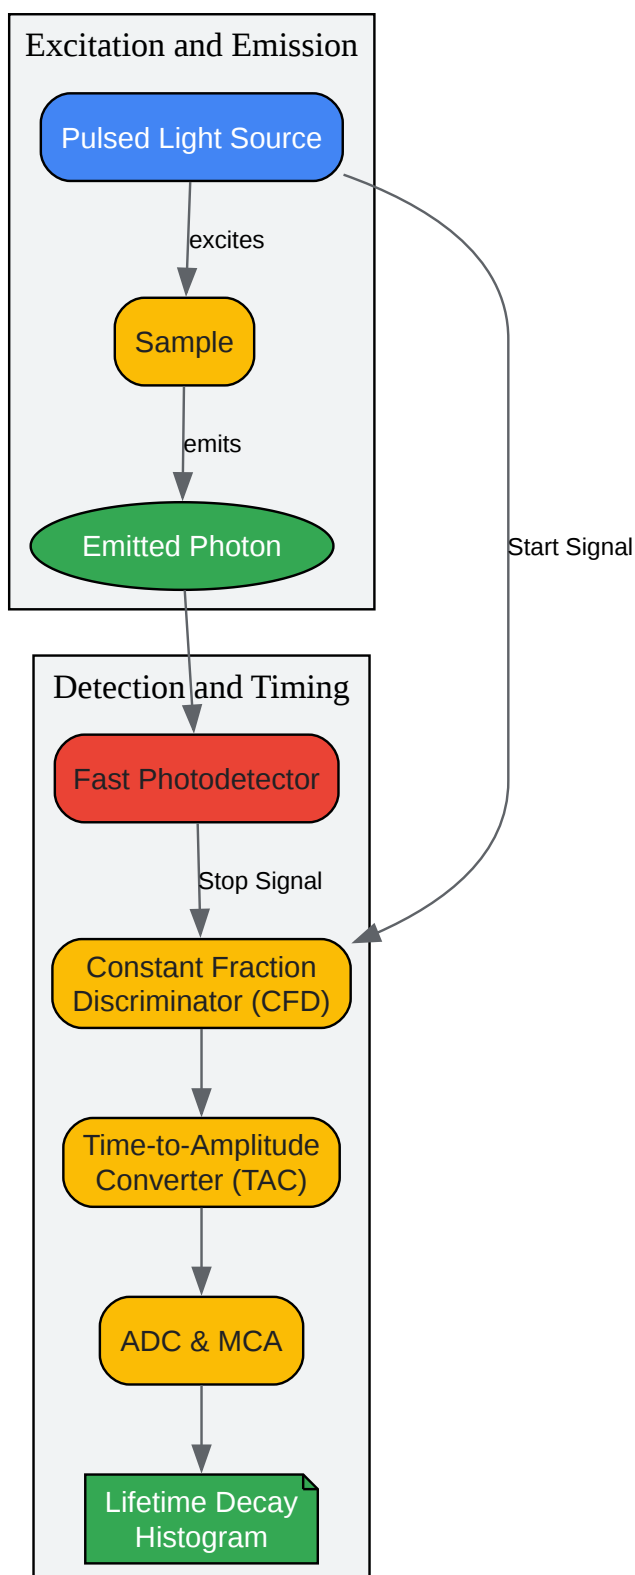 Excitation and Emission
Pulsed Light Source
excites
Sample
emits
Emitted Photon
Start Signal
Detection and Timing
Fast Photodetector
Stop Signal
Constant Fraction
Discriminator (CFD)
Time-to-Amplitude
Converter (TAC)
ADC & MCA
Lifetime Decay
Histogram